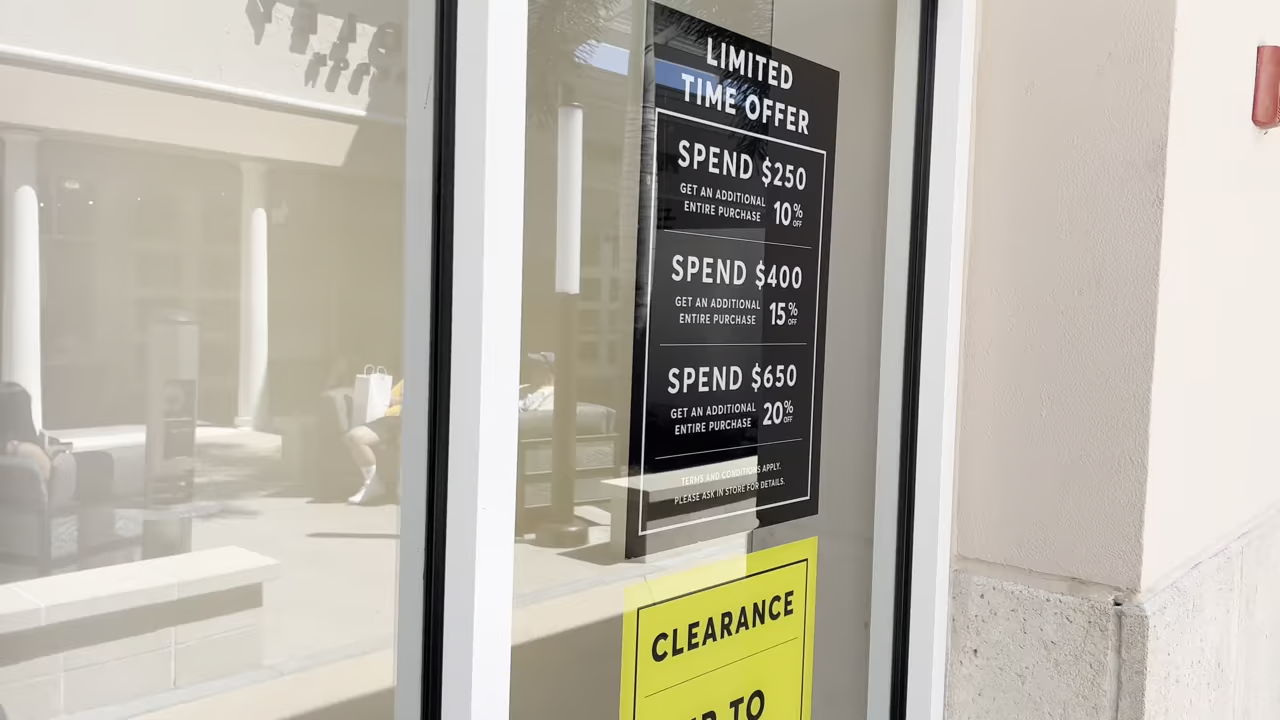 LIMITED
TIME OFFER
SPEND $250
GET AN ADDITIONAL
ENTIRE PURCHASE
10% OFF
SPEND $400
GET AN ADDITIONAL
ENTIRE PURCHASE
15% OFF
SPEND $650
GET AN ADDITIONAL
ENTIRE PURCHASE
20% OFF
TERMS AND CONDITIONS APPLY.
PLEASE ASK IN STORE FOR DETAILS.
CLEARANCE
TO